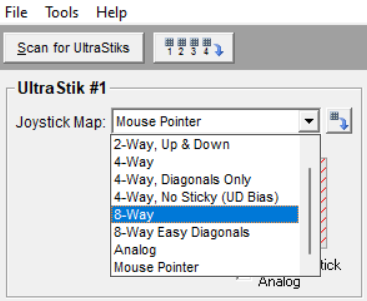 File Tools Help
Scan for UltraStiks
1 2 3 4
UltraStik #1
Joystick Map: Mouse Pointer
2-Way, Up & Down
4-Way
4-Way, Diagonals Only
4-Way, No Sticky (UD Bias)
8-Way
8-Way Easy Diagonals
Analog
Mouse Pointer
tick
Analog